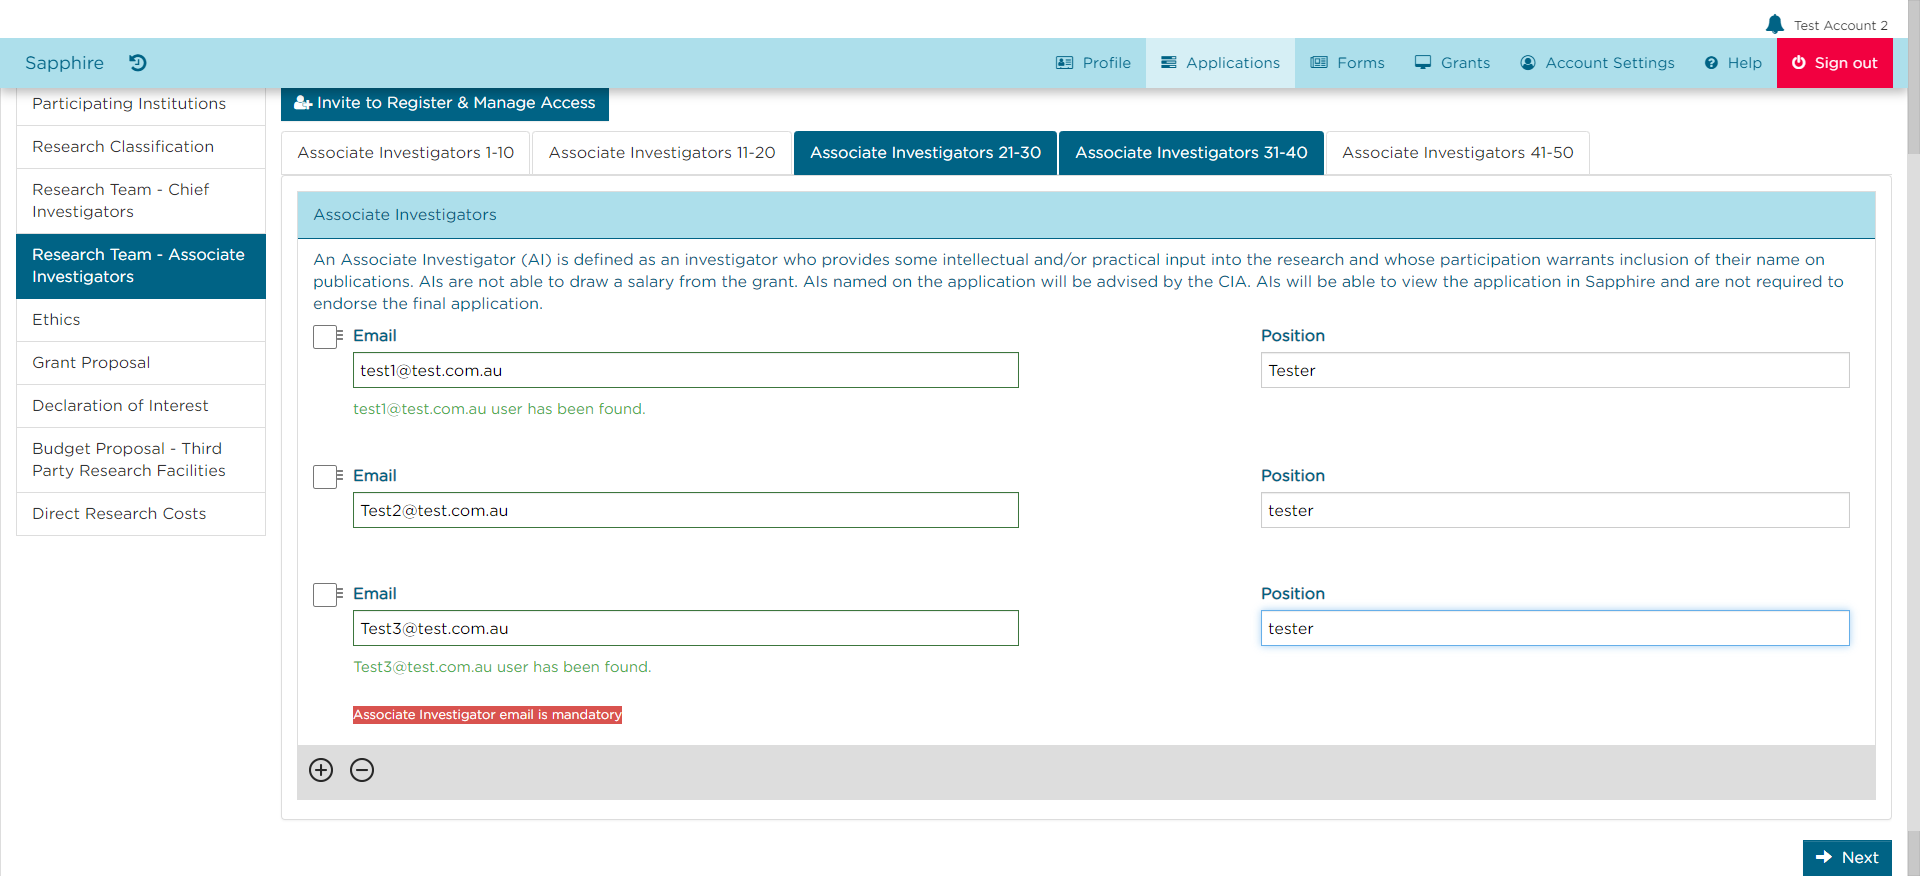 Test Account 2
Sapphire
Profile
Applications
Forms
Grants
Account Settings
Help
Sign out
Participating Institutions
Research Classification
Research Team - Chief
Investigators
Research Team - Associate
Investigators
Ethics
Grant Proposal
Declaration of Interest
Budget Proposal - Third
Party Research Facilities
Direct Research Costs
Invite to Register & Manage Access
Associate Investigators 1-10
Associate Investigators 11-20
Associate Investigators 21-30
Associate Investigators 31-40
Associate Investigators 41-50
Associate Investigators
An Associate Investigator (AI) is defined as an investigator who provides some intellectual and/or practical input into the research and whose participation warrants inclusion of their name on
publications. AIs are not able to draw a salary from the grant. AIs named on the application will be advised by the CIA. AIs will be able to view the application in Sapphire and are not required to
endorse the final application.
Email
Position
test1@test.com.au
Tester
test1@test.com.au user has been found.
Email
Position
Test2@test.com.au
tester
Email
Position
Test3@test.com.au
tester
Test3@test.com.au user has been found.
Associate Investigator email is mandatory
Next